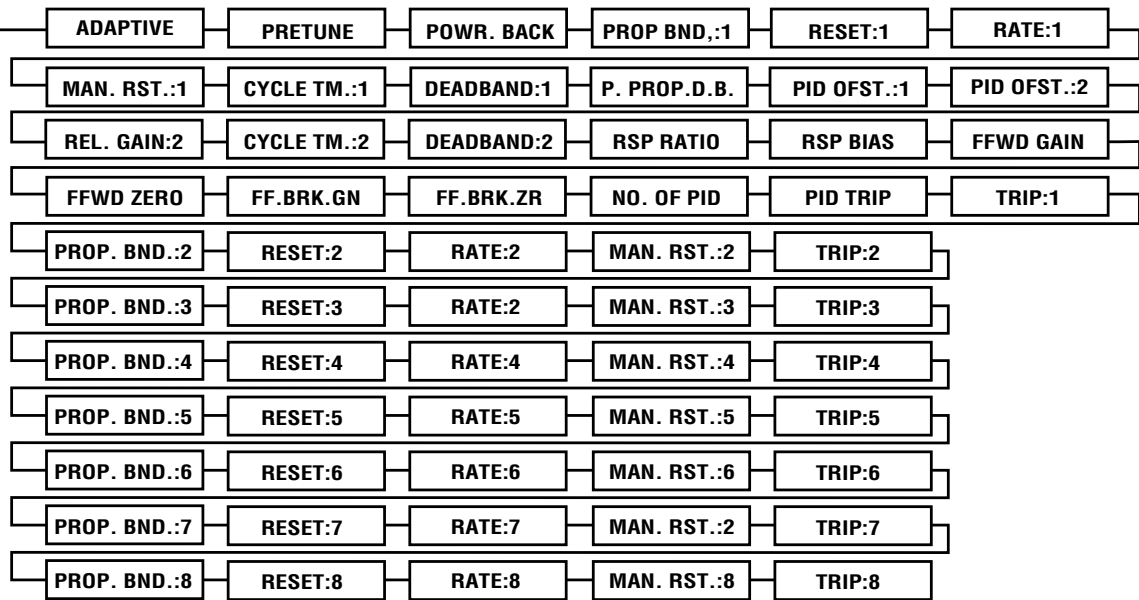 ADAPTIVE PRETUNE POWR. BACK PROP BND,:1 RESET:1 RATE:1
MAN. RST.:1 CYCLE TM.:1 DEADBAND:1 P. PROP.D.B. PID OFST.:1 PID OFST.:2
REL. GAIN:2 CYCLE TM.:2 DEADBAND:2 RSP RATIO RSP BIAS FFWD GAIN
FFWD ZERO FF.BRK.GN FF.BRK.ZR NO. OF PID PID TRIP TRIP:1
PROP. BND.:2 RESET:2 RATE:2 MAN. RST.:2 TRIP:2
PROP. BND.:3 RESET:3 RATE:2 MAN. RST.:3 TRIP:3
PROP. BND.:4 RESET:4 RATE:4 MAN. RST.:4 TRIP:4
PROP. BND.:5 RESET:5 RATE:5 MAN. RST.:5 TRIP:5
PROP. BND.:6 RESET:6 RATE:6 MAN. RST.:6 TRIP:6
PROP. BND.:7 RESET:7 RATE:7 MAN. RST.:2 TRIP:7
PROP. BND.:8 RESET:8 RATE:8 MAN. RST.:8 TRIP:8